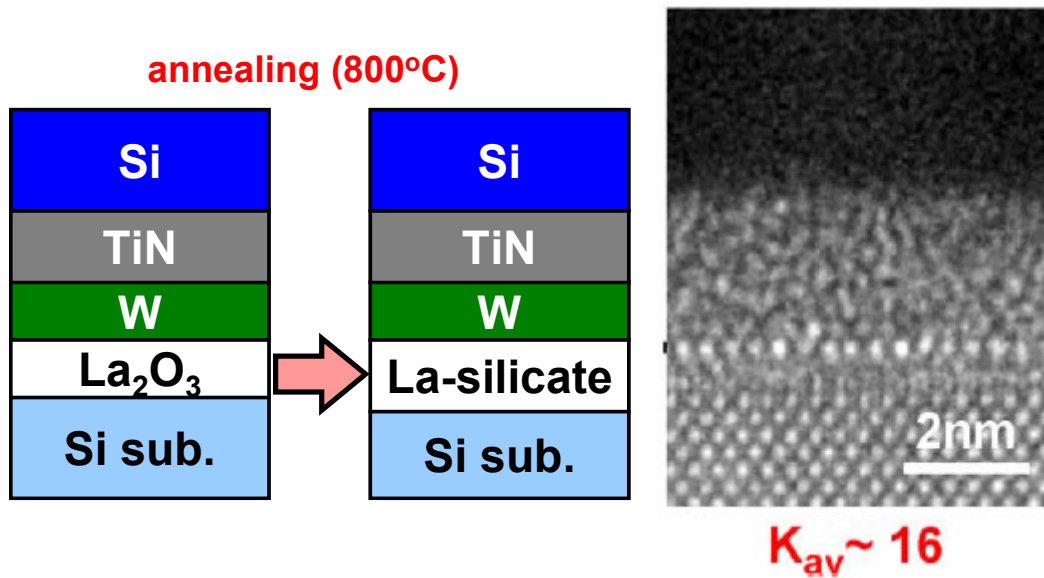 annealing (800°C)
Si
TiN
W
La₂O₃
Si sub.
Si
TiN
W
La-silicate
Si sub.
2nm
Kav~ 16